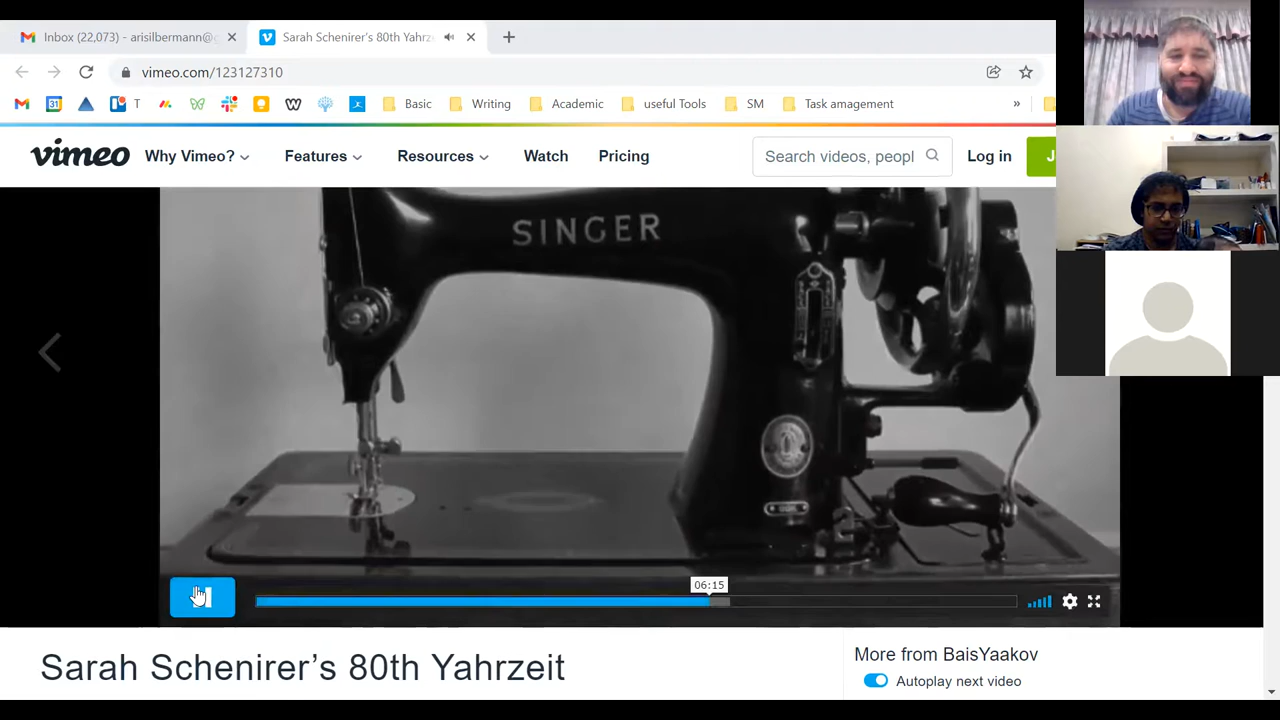 Inbox (22,073) - arisilbermann@
Sarah Schenirer's 80th Yahrz
vimeo.com/123127310
31
T
Basic
Writing
Academic
useful Tools
SM
Task amagement
»
vimeo
Why Vimeo?
Features
Resources
Watch
Pricing
Search videos, peopl
Log in
J
SINGER
06:15
Sarah Schenirer’s 80th Yahrzeit
More from BaisYaakov
Autoplay next video